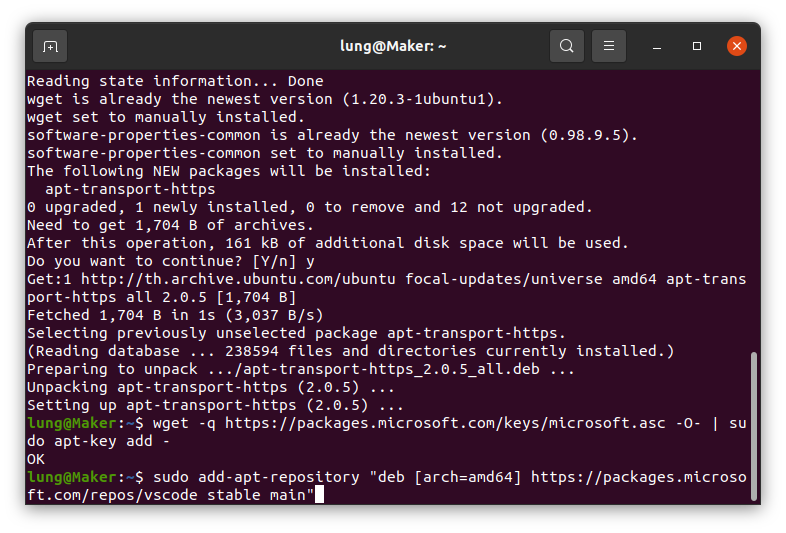 lung@Maker: ~
Reading state information... Done
wget is already the newest version (1.20.3-1ubuntu1).
wget set to manually installed.
software-properties-common is already the newest version (0.98.9.5).
software-properties-common set to manually installed.
The following NEW packages will be installed:
  apt-transport-https
0 upgraded, 1 newly installed, 0 to remove and 12 not upgraded.
Need to get 1,704 B of archives.
After this operation, 161 kB of additional disk space will be used.
Do you want to continue? [Y/n] y
Get:1 http://th.archive.ubuntu.com/ubuntu focal-updates/universe amd64 apt-trans
port-https all 2.0.5 [1,704 B]
Fetched 1,704 B in 1s (3,037 B/s)
Selecting previously unselected package apt-transport-https.
(Reading database ... 238594 files and directories currently installed.)
Preparing to unpack .../apt-transport-https_2.0.5_all.deb ...
Unpacking apt-transport-https (2.0.5) ...
Setting up apt-transport-https (2.0.5) ...
lung@Maker:~$ wget -q https://packages.microsoft.com/keys/microsoft.asc -O- | su
do apt-key add -
OK
lung@Maker:~$ sudo add-apt-repository "deb [arch=amd64] https://packages.microso
ft.com/repos/vscode stable main"